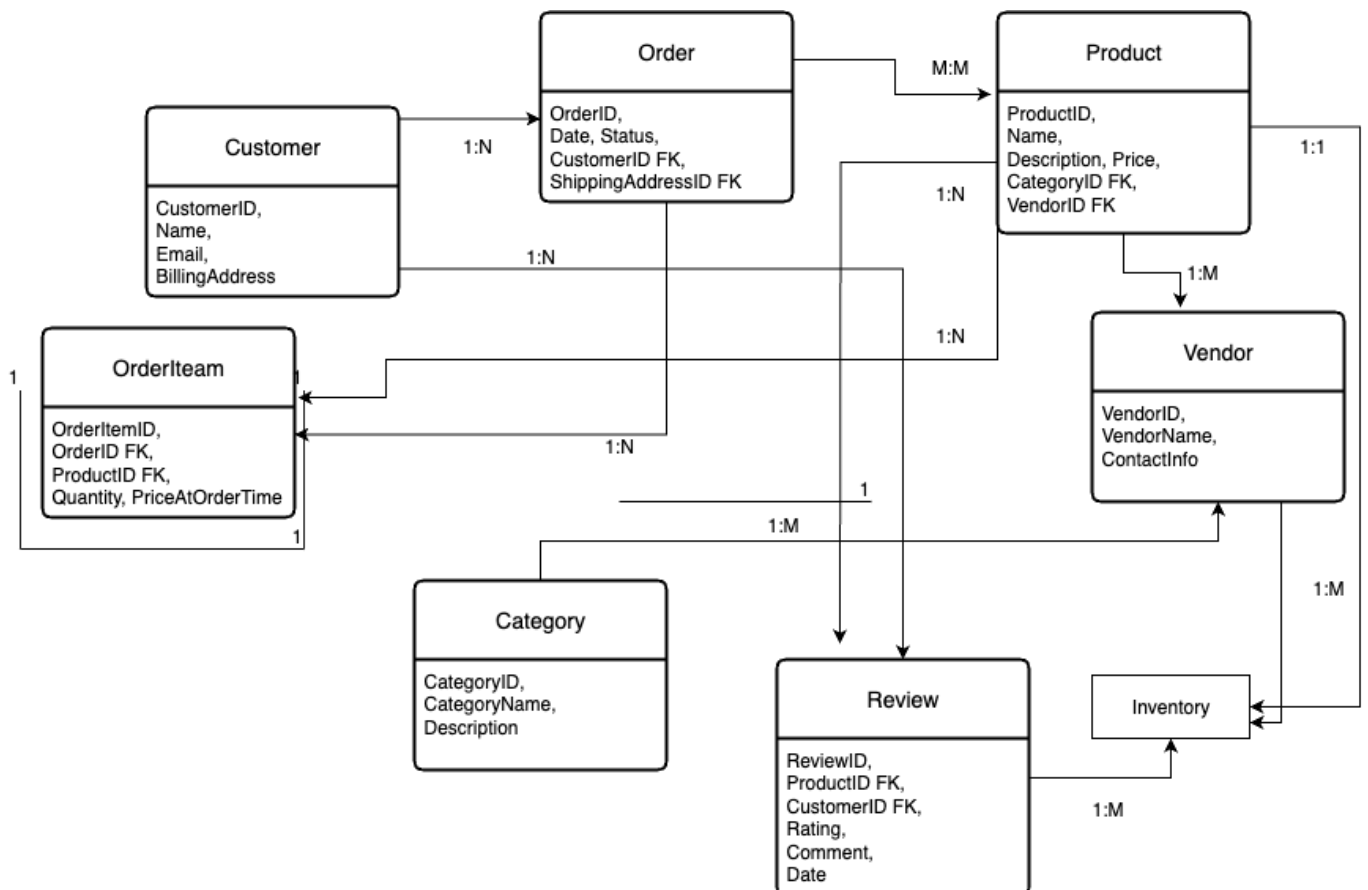 Order
OrderID,
Date, Status,
CustomerID FK,
ShippingAddressID FK
M:M
Product
ProductID,
Name,
Description, Price,
CategoryID FK,
VendorID FK
1:1
Customer
CustomerID,
Name,
Email,
BillingAddress
1:N
1:N
1:N
1:M
OrderIteam
OrderItemID,
OrderID FK,
ProductID FK,
Quantity, PriceAtOrderTime
1
1
1
1:N
1:N
Vendor
VendorID,
VendorName,
ContactInfo
1
1:M
Category
CategoryID,
CategoryName,
Description
1:M
Review
ReviewID,
ProductID FK,
CustomerID FK,
Rating,
Comment,
Date
Inventory
1:M